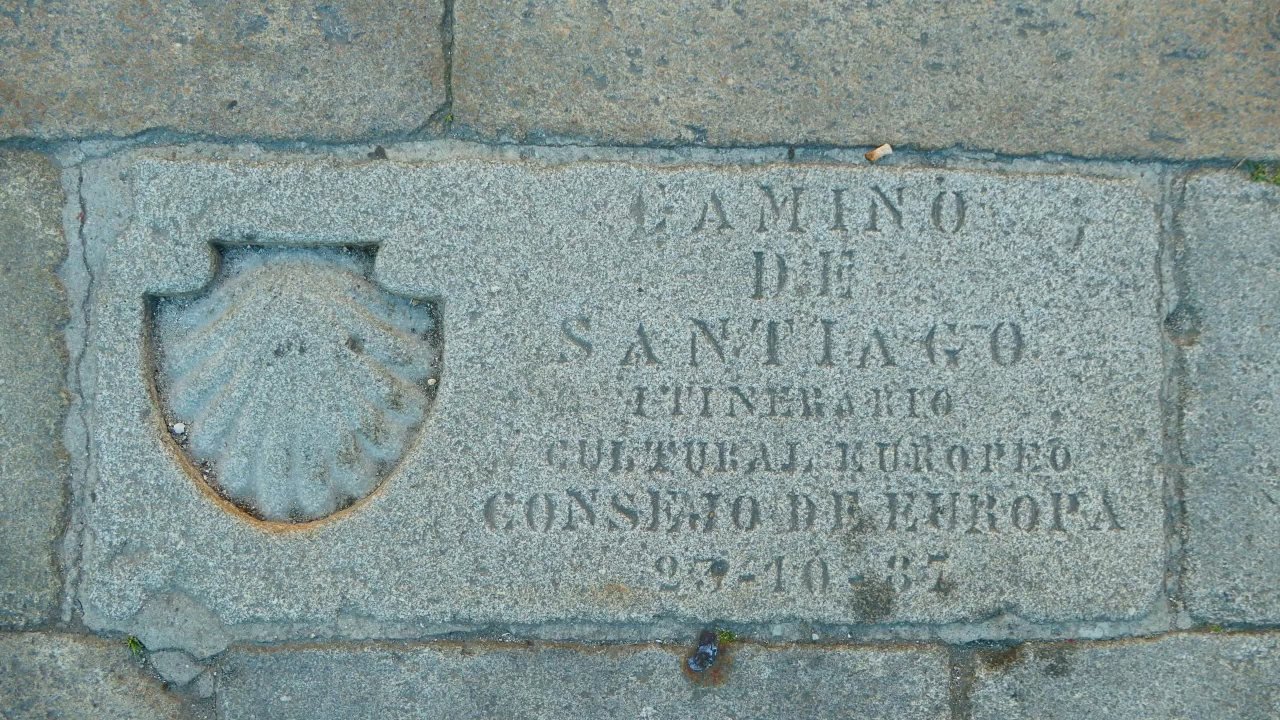 CAMINO
DE
SANTIAGO
ITINERARIO
CULTURAL EUROPEO
CONSEJO DE EUROPA
23-10-87